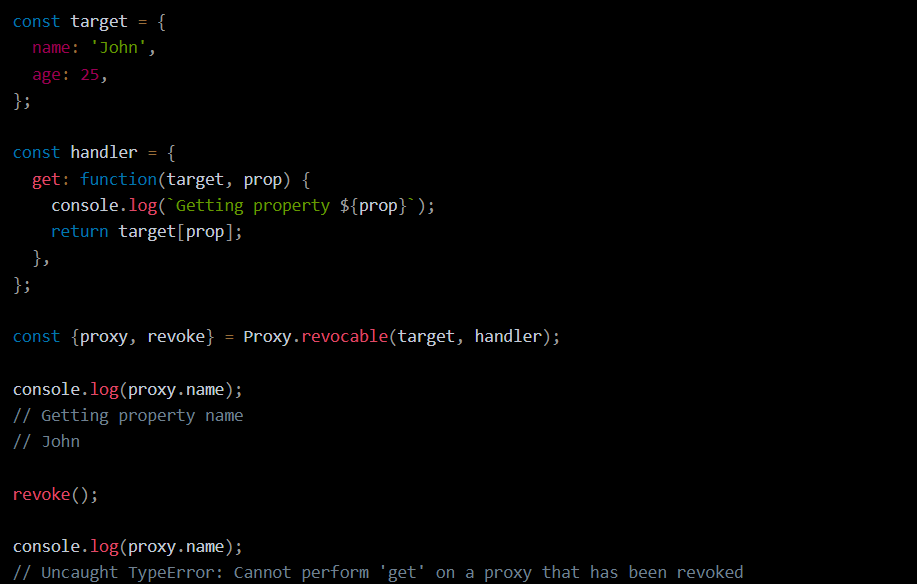 const target = {
  name: 'John',
  age: 25,
};

const handler = {
  get: function(target, prop) {
    console.log(`Getting property ${prop}`);
    return target[prop];
  },
};

const {proxy, revoke} = Proxy.revocable(target, handler);

console.log(proxy.name);
// Getting property name
// John

revoke();

console.log(proxy.name);
// Uncaught TypeError: Cannot perform 'get' on a proxy that has been revoked